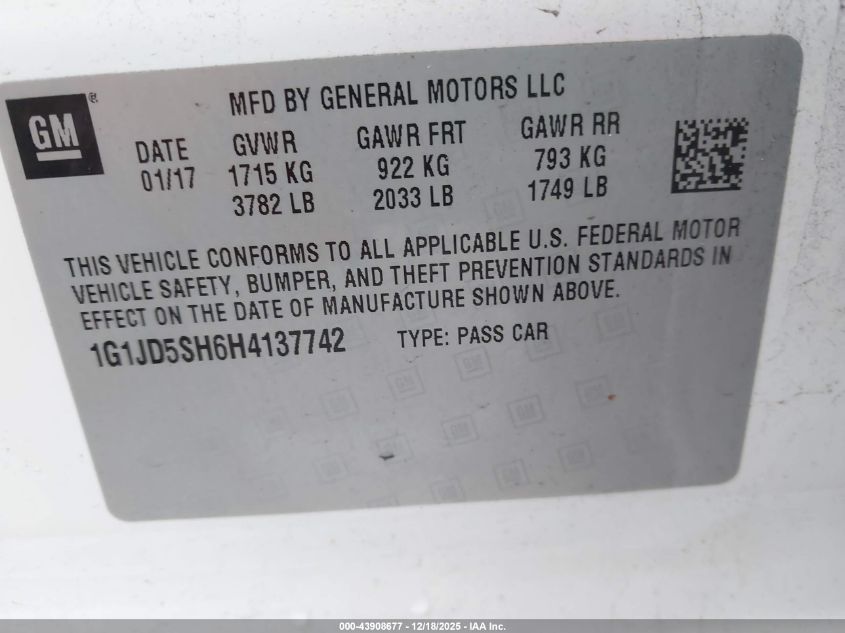 GM ®
MFD BY GENERAL MOTORS LLC
DATE GVWR GAWR FRT GAWR RR
01/17 1715 KG 922 KG 793 KG
3782 LB 2033 LB 1749 LB
THIS VEHICLE CONFORMS TO ALL APPLICABLE U.S. FEDERAL MOTOR
VEHICLE SAFETY, BUMPER, AND THEFT PREVENTION STANDARDS IN
EFFECT ON THE DATE OF MANUFACTURE SHOWN ABOVE.
1G1JD5SH6H4137742 TYPE: PASS CAR
000-43908677 - 12/18/2025 - IAA Inc.